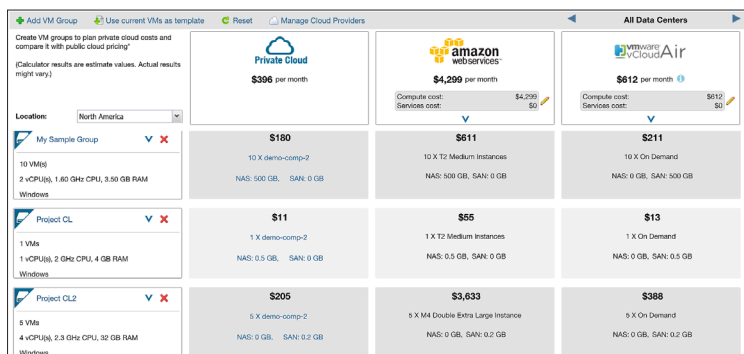 Add VM Group Use current VMs as template Reset Manage Cloud Providers All Data Centers
Create VM groups to plan private cloud costs and
compare it with public cloud pricing*
(Calculator results are estimate values. Actual results
might vary.)
Location: North America
Private Cloud
$396 per month
amazon
webservices™
$4,299 per month
Compute cost: $4,299
Services cost: $0
vmware
vCloud Air
$612 per month
Compute cost: $612
Services cost: $0
My Sample Group
10 VM(s)
2 vCPU(s), 1.60 GHz CPU, 3.50 GB RAM
Windows
$180
10 X demo-comp-2
NAS: 500 GB, SAN: 0 GB
$611
10 X T2 Medium Instances
NAS: 500 GB, SAN: 0 GB
$211
10 X On Demand
NAS: 0 GB, SAN: 500 GB
Project CL
1 VMs
1 vCPU(s), 2 GHz CPU, 4 GB RAM
Windows
$11
1 X demo-comp-2
NAS: 0.5 GB, SAN: 0 GB
$55
1 X T2 Medium Instances
NAS: 0.5 GB, SAN: 0 GB
$13
1 X On Demand
NAS: 0 GB, SAN: 0.5 GB
Project CL2
5 VMs
4 vCPU(s), 2.3 GHz CPU, 32 GB RAM
Windows
$205
5 X demo-comp-2
NAS: 0 GB, SAN: 0.2 GB
$3,633
5 X M4 Double Extra Large Instance
NAS: 0 GB, SAN: 0.2 GB
$388
5 X On Demand
NAS: 0 GB, SAN: 0.2 GB